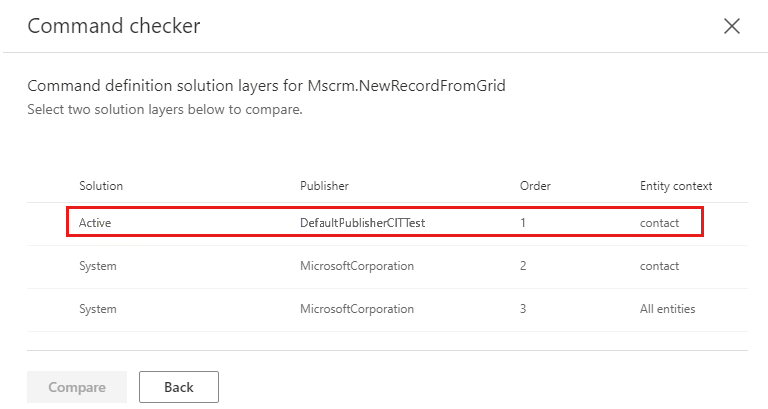 Command checker
Command definition solution layers for Mscrm.NewRecordFromGrid
Select two solution layers below to compare.
Solution Publisher Order Entity context
Active DefaultPublisherCITTest 1 contact
System MicrosoftCorporation 2 contact
System MicrosoftCorporation 3 All entities
Compare Back